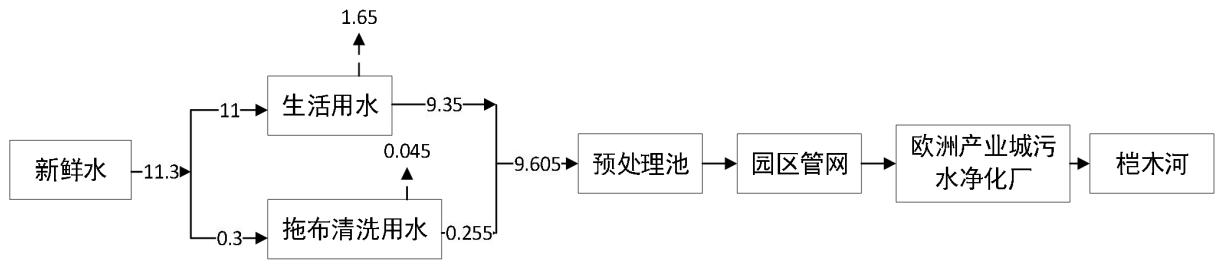 1.65
生活用水
11
9.35
新鲜水
11.3
0.045
9.605
预处理池
园区管网
欧洲产业城污
水净化厂
桤木河
0.3
拖布清洗用水
0.255